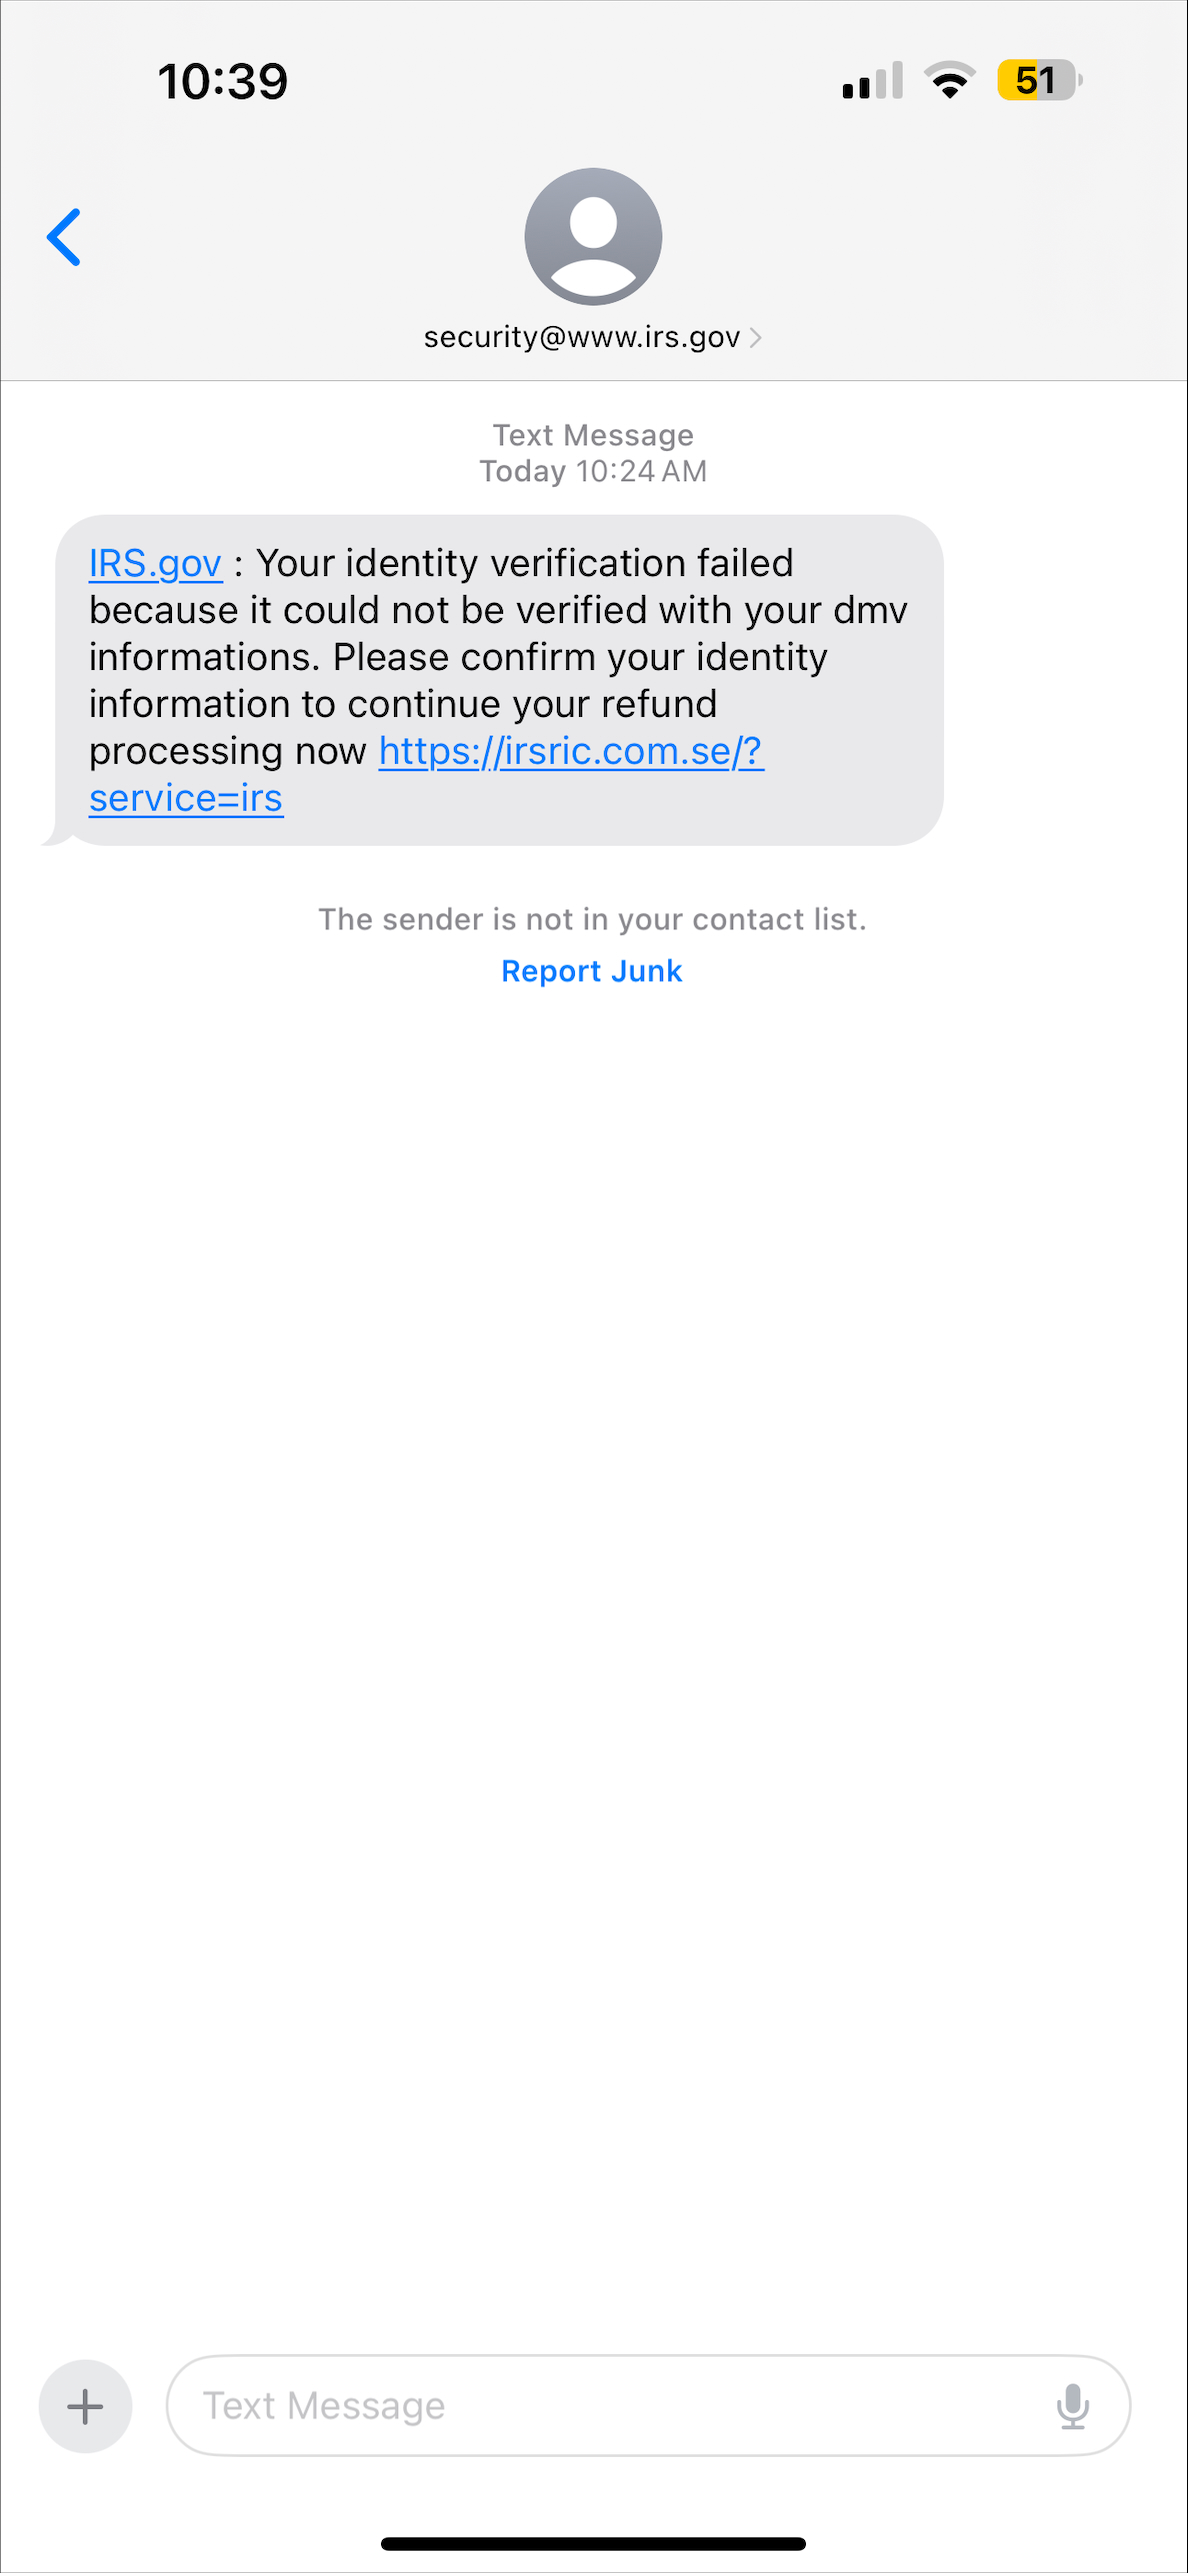 10:39
51
security@www.irs.gov
Text Message
Today 10:24 AM
IRS.gov : Your identity verification failed
because it could not be verified with your dmv
informations. Please confirm your identity
information to continue your refund
processing now https://irsric.com.se/?
service=irs
The sender is not in your contact list.
Report Junk
Text Message